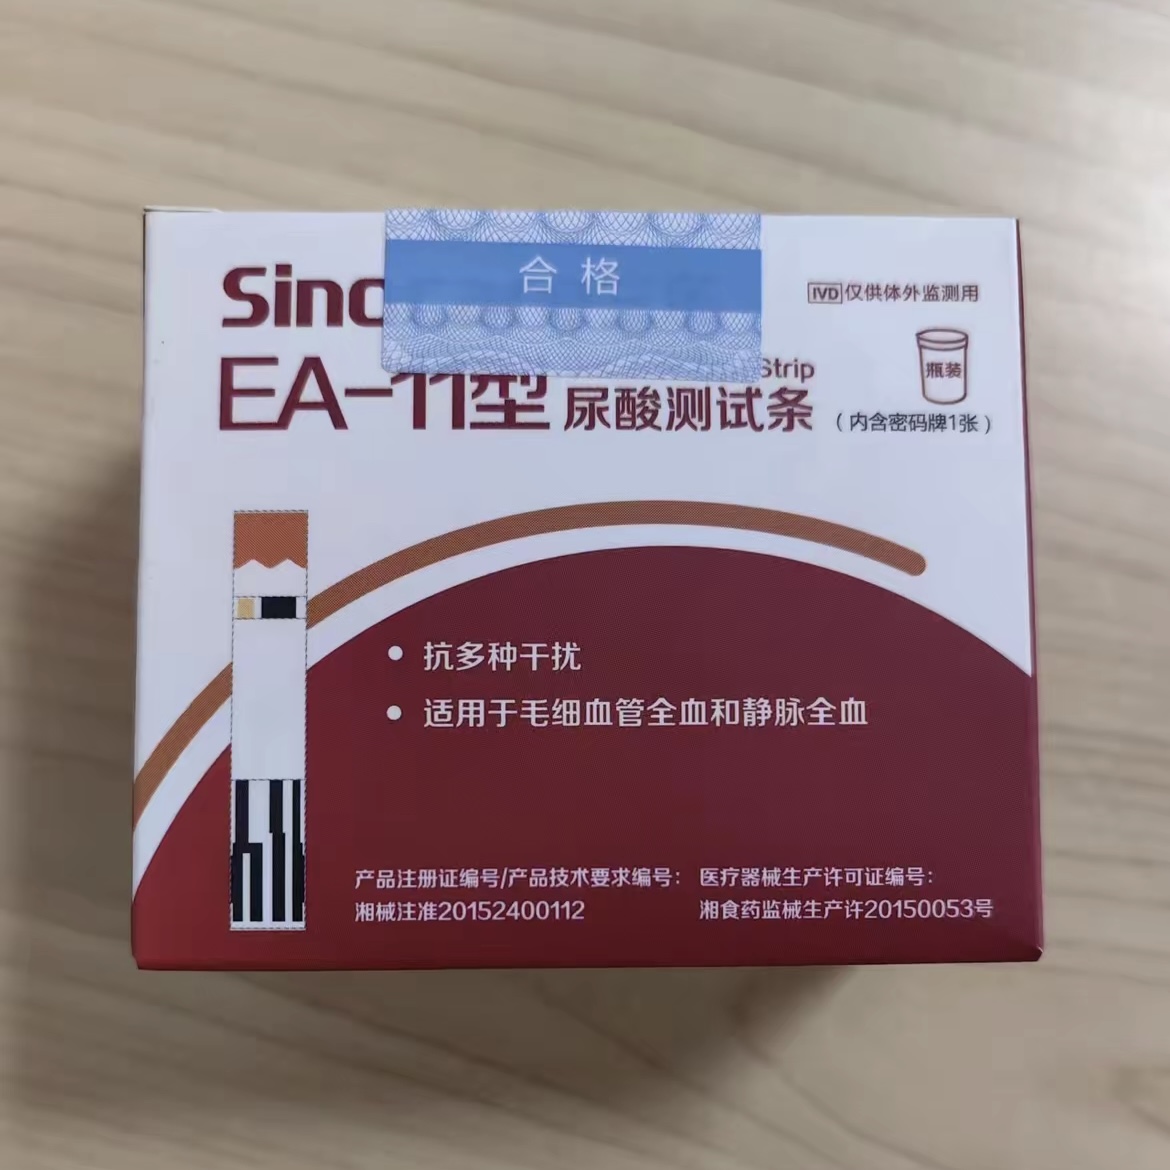 合格
Sinc
IVD 仅供体外监测用
EA-11型 尿酸测试条
Strip
瓶装
（内含密码牌1张）
● 抗多种干扰
● 适用于毛细血管全血和静脉全血
产品注册证编号/产品技术要求编号： 医疗器械生产许可证编号：
湘械注准20152400112 湘食药监械生产许20150053号